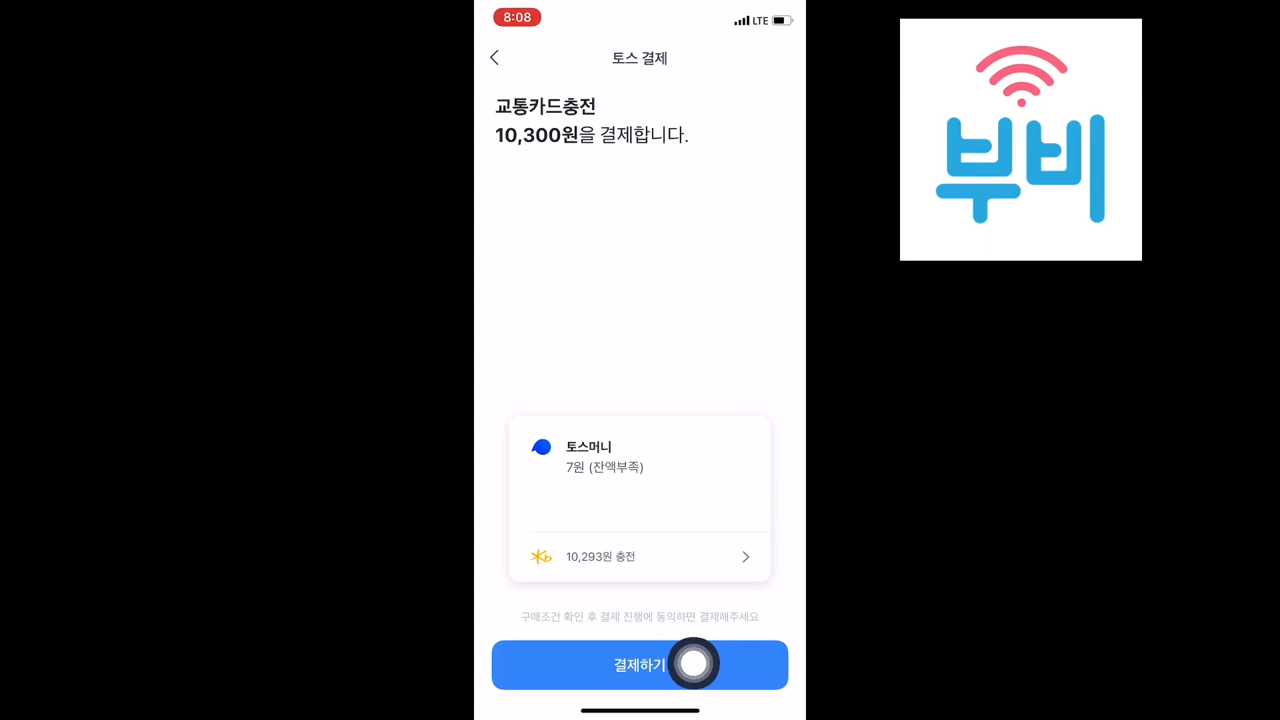 8:08
LTE
토스 결제
교통카드충전
10,300원을 결제합니다.
토스머니
7원 (잔액부족)
10,293원 충전
구매조건 확인 후 결제 진행에 동의하면 결제해주세요
결제하기
부비